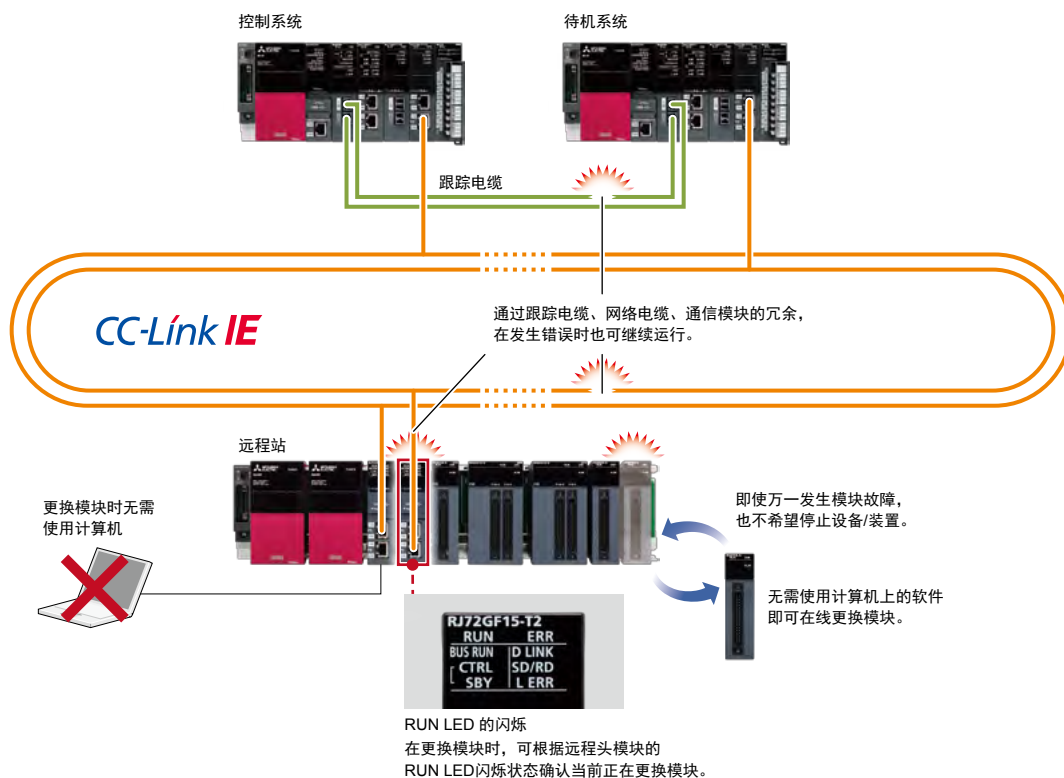 控制系统
待机系统
跟踪电缆
通过跟踪电缆、网络电缆、通信模块的冗余，
在发生错误时也可继续运行。
CC-Link IE
远程站
更换模块时无需
使用计算机
即使万一发生模块故障，
也不希望停止设备/装置。
无需使用计算机上的软件
即可在线更换模块。
RJ72GF15-T2
RUN ERR
BUS RUN D LINK
CTRL SD/RD
SBY L ERR
RUN LED 的闪烁
在更换模块时，可根据远程头模块的
RUN LED闪烁状态确认当前正在更换模块。